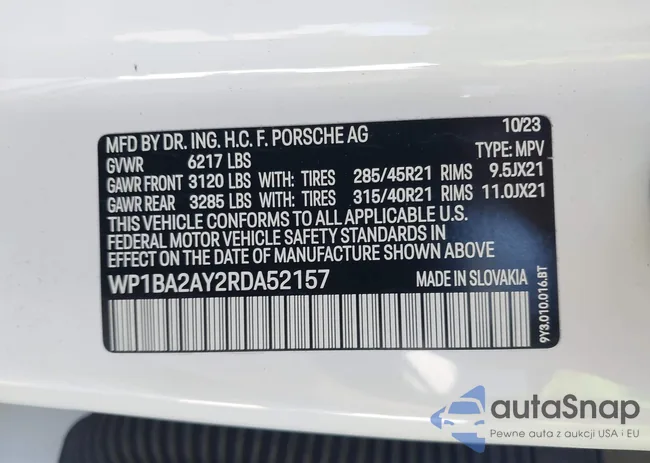 MFD BY DR. ING. H.C. F. PORSCHE AG 10/23
GVWR 6217 LBS TYPE: MPV
GAWR FRONT 3120 LBS WITH: TIRES 285/45R21 RIMS 9.5JX21
GAWR REAR 3285 LBS WITH: TIRES 315/40R21 RIMS 11.0JX21
THIS VEHICLE CONFORMS TO ALL APPLICABLE U.S.
FEDERAL MOTOR VEHICLE SAFETY STANDARDS IN
EFFECT ON THE DATE OF MANUFACTURE SHOWN ABOVE
WP1BA2AY2RDA52157 MADE IN SLOVAKIA
9Y3.010.016.BT
autaSnap
Pewne auta z aukcji USA i EU